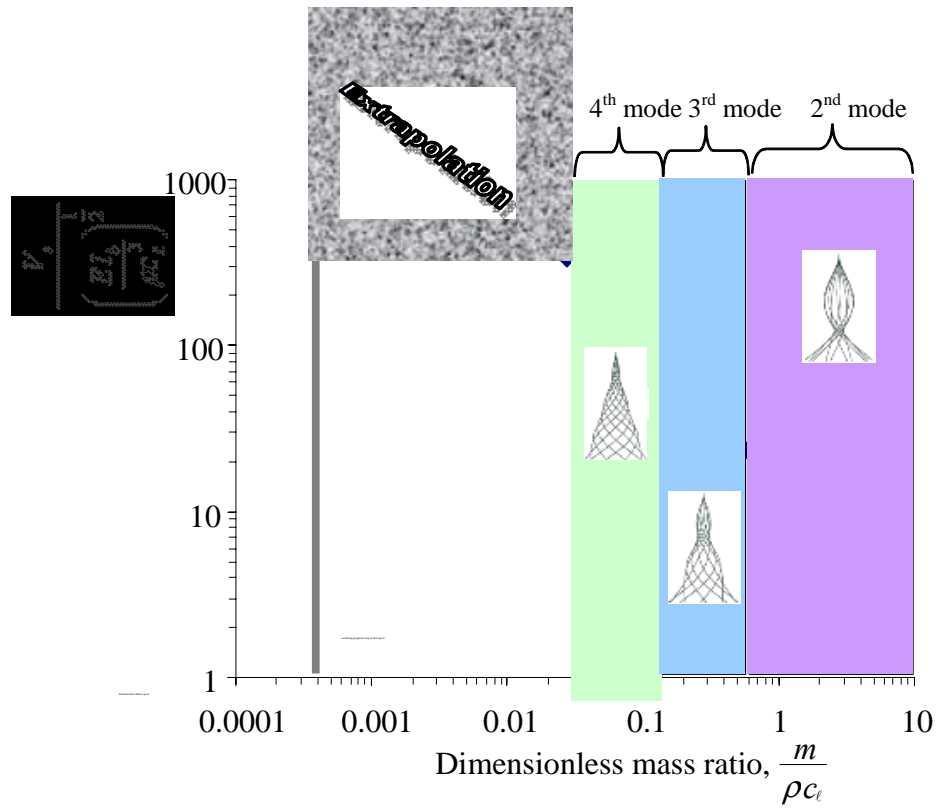 Extrapolation
4th mode 3rd mode 2nd mode
1000
100
10
1
0.0001 0.001 0.01 0.1 1 10
Dimensionless mass ratio, m/ρcℓ